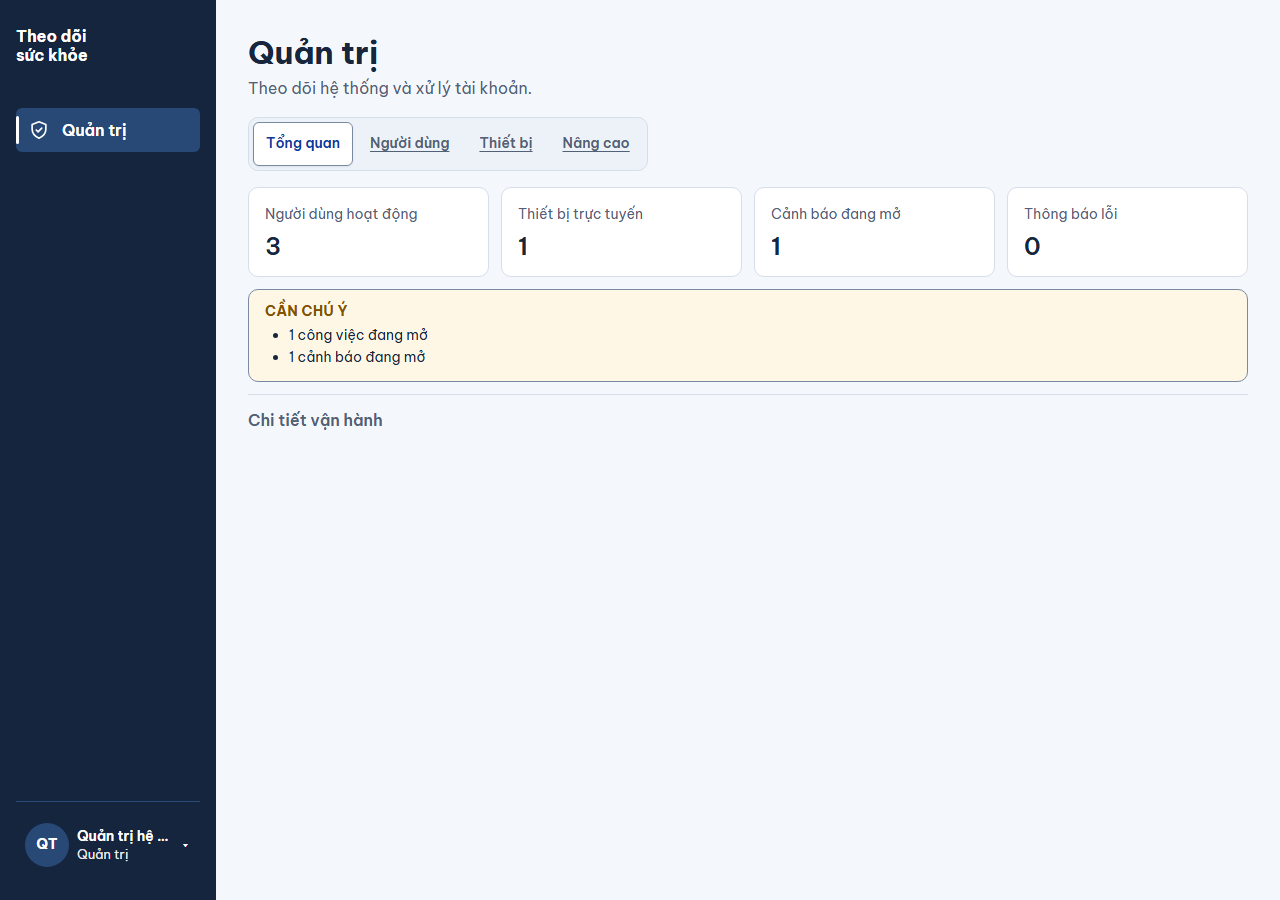 Theo dõi
sức khỏe
Quản trị
Quản trị
Theo dõi hệ thống và xử lý tài khoản.
Tổng quan
Người dùng
Thiết bị
Nâng cao
Người dùng hoạt động
3
Thiết bị trực tuyến
1
Cảnh báo đang mở
1
Thông báo lỗi
0
CẦN CHÚ Ý
• 1 công việc đang mở
• 1 cảnh báo đang mở
Chi tiết vận hành
QT
Quản trị hệ ...
Quản trị